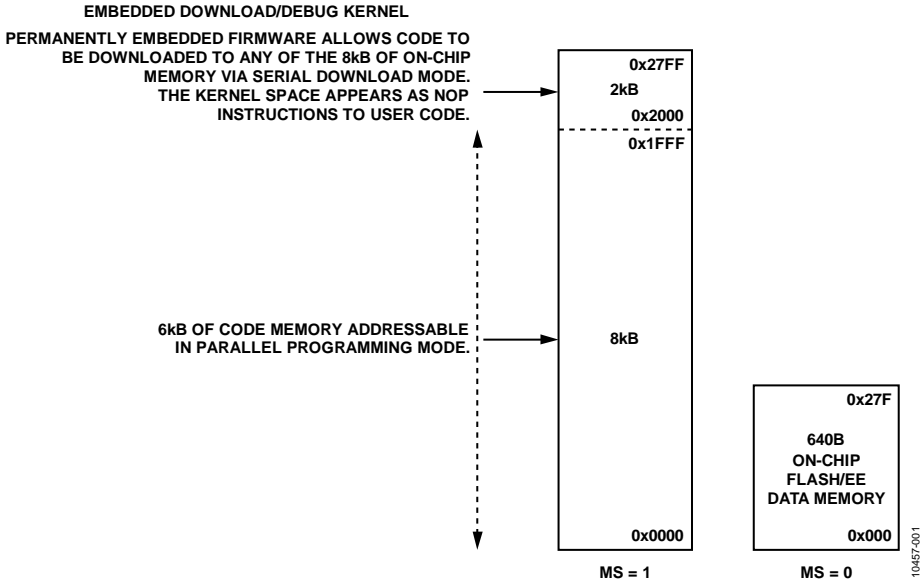 EMBEDDED DOWNLOAD/DEBUG KERNEL
PERMANENTLY EMBEDDED FIRMWARE ALLOWS CODE TO
BE DOWNLOADED TO ANY OF THE 8kB OF ON-CHIP
MEMORY VIA SERIAL DOWNLOAD MODE.
THE KERNEL SPACE APPEARS AS NOP
INSTRUCTIONS TO USER CODE.
0x27FF
2kB
0x2000
0x1FFF
6kB OF CODE MEMORY ADDRESSABLE
IN PARALLEL PROGRAMMING MODE.
8kB
0x0000
MS = 1
0x27F
640B
ON-CHIP
FLASH/EE
DATA MEMORY
0x000
MS = 0
10457-001